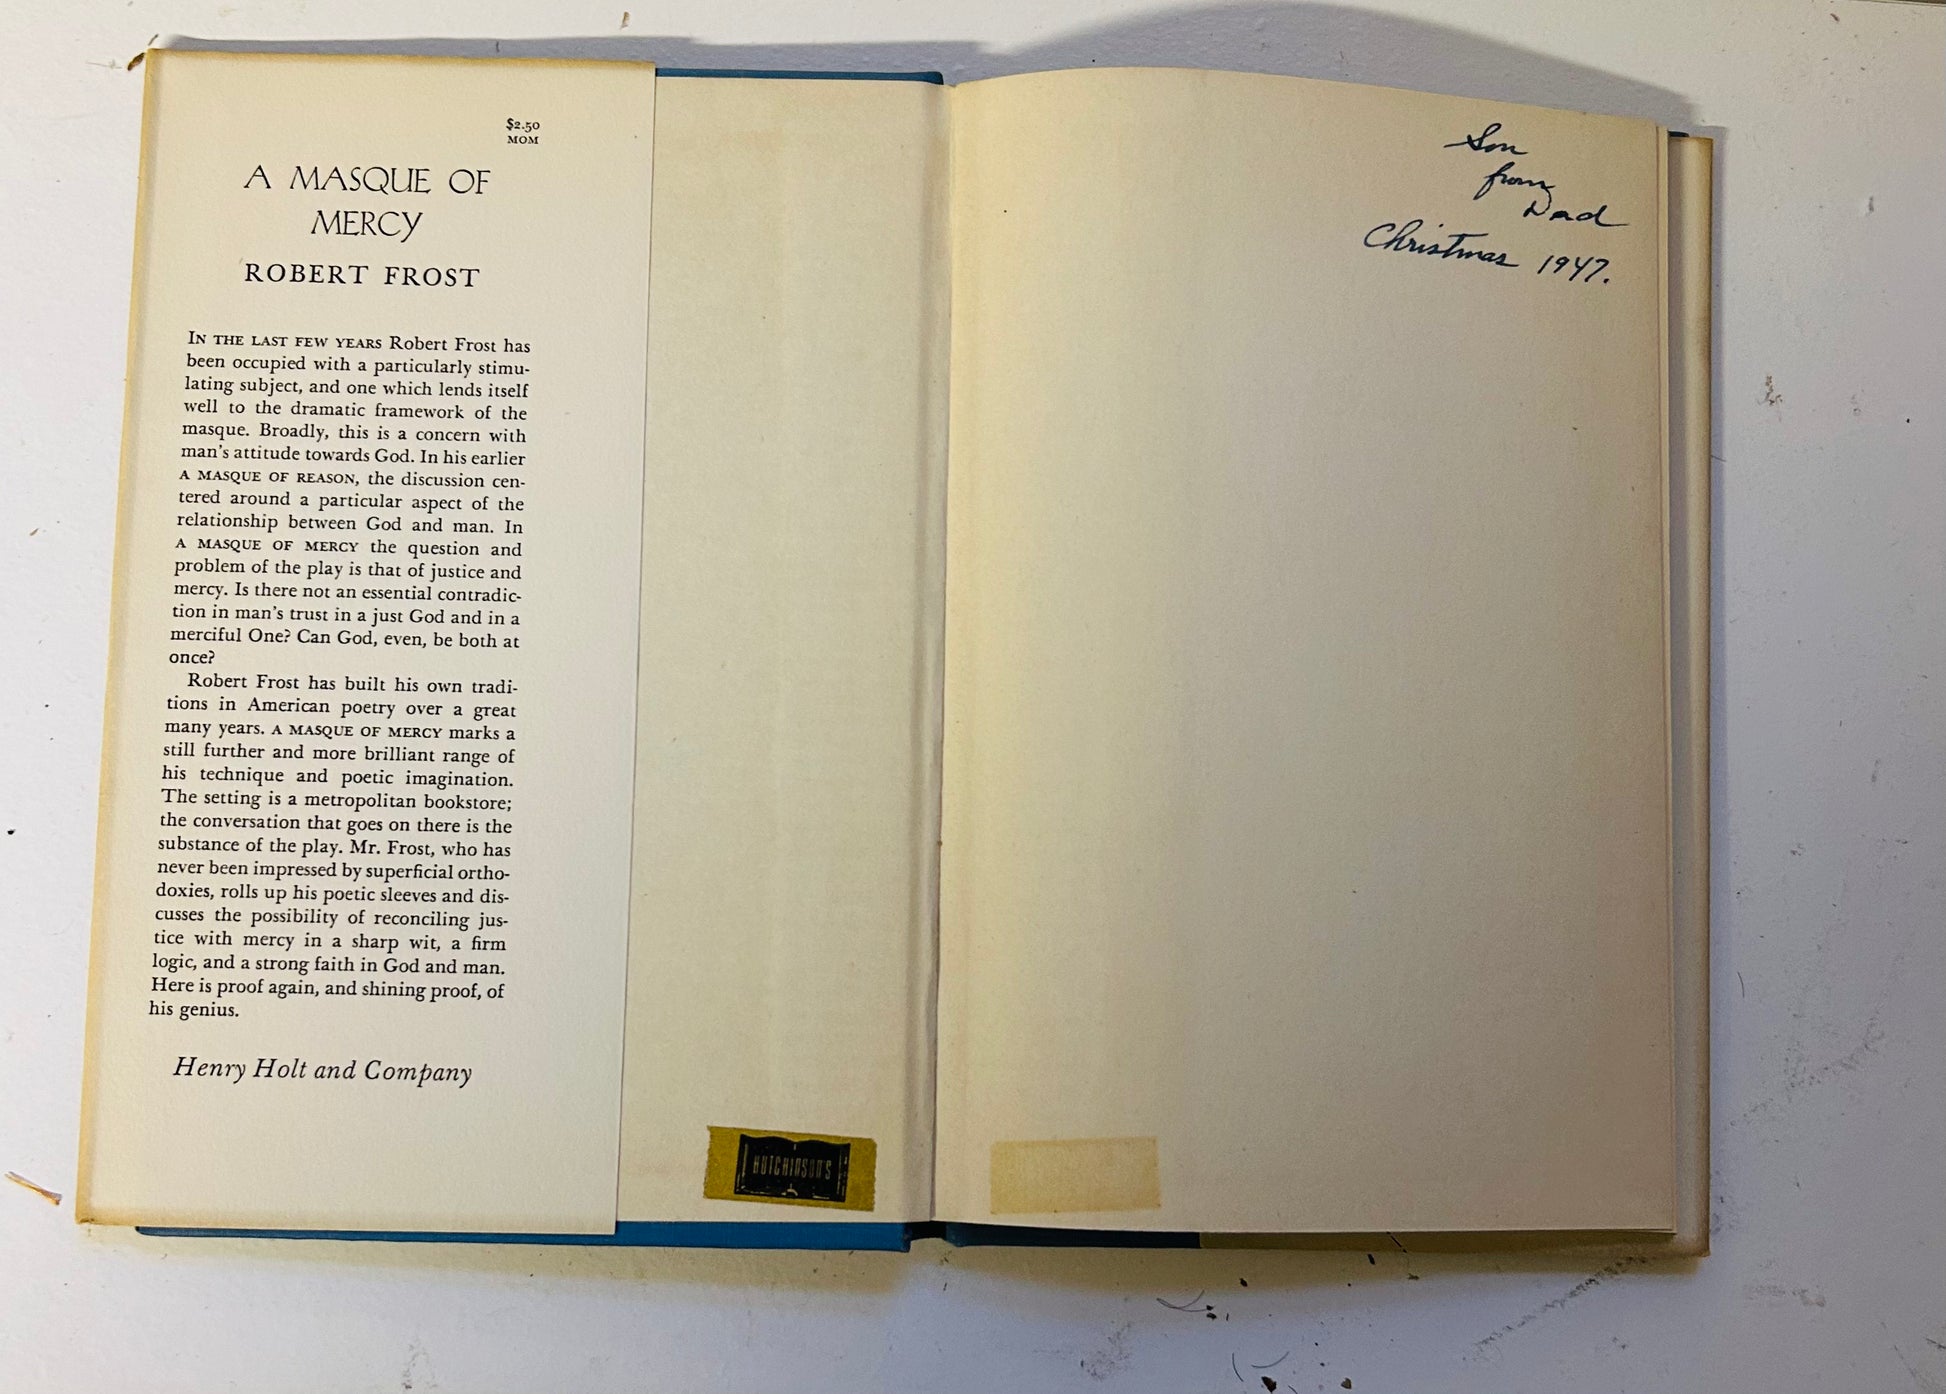 $2.50
MOM
A MASQUE OF
MERCY
ROBERT FROST
IN THE LAST FEW YEARS Robert Frost has
been occupied with a particularly stimu-
lating subject, and one which lends itself
well to the dramatic framework of the
masque. Broadly, this is a concern with
man's attitude towards God. In his earlier
A MASQUE OF REASON, the discussion cen-
tered around a particular aspect of the
relationship between God and man. In
A MASQUE OF MERCY the question and
problem of the play is that of justice and
mercy. Is there not an essential contradic-
tion in man's trust in a just God and in a
merciful One? Can God, even, be both at
once?
Robert Frost has built his own tradi-
tions in American poetry over a great
many years. A MASQUE OF MERCY marks a
still further and more brilliant range of
his technique and poetic imagination.
The setting is a metropolitan bookstore;
the conversation that goes on there is the
substance of the play. Mr. Frost, who has
never been impressed by superficial ortho-
doxies, rolls up his poetic sleeves and dis-
cusses the possibility of reconciling jus-
tice with mercy in a sharp wit, a firm
logic, and a strong faith in God and man.
Here is proof again, and shining proof, of
his genius.
Henry Holt and Company
HUTCHINSON'S
Son
from
Dad
Christmas 1947.